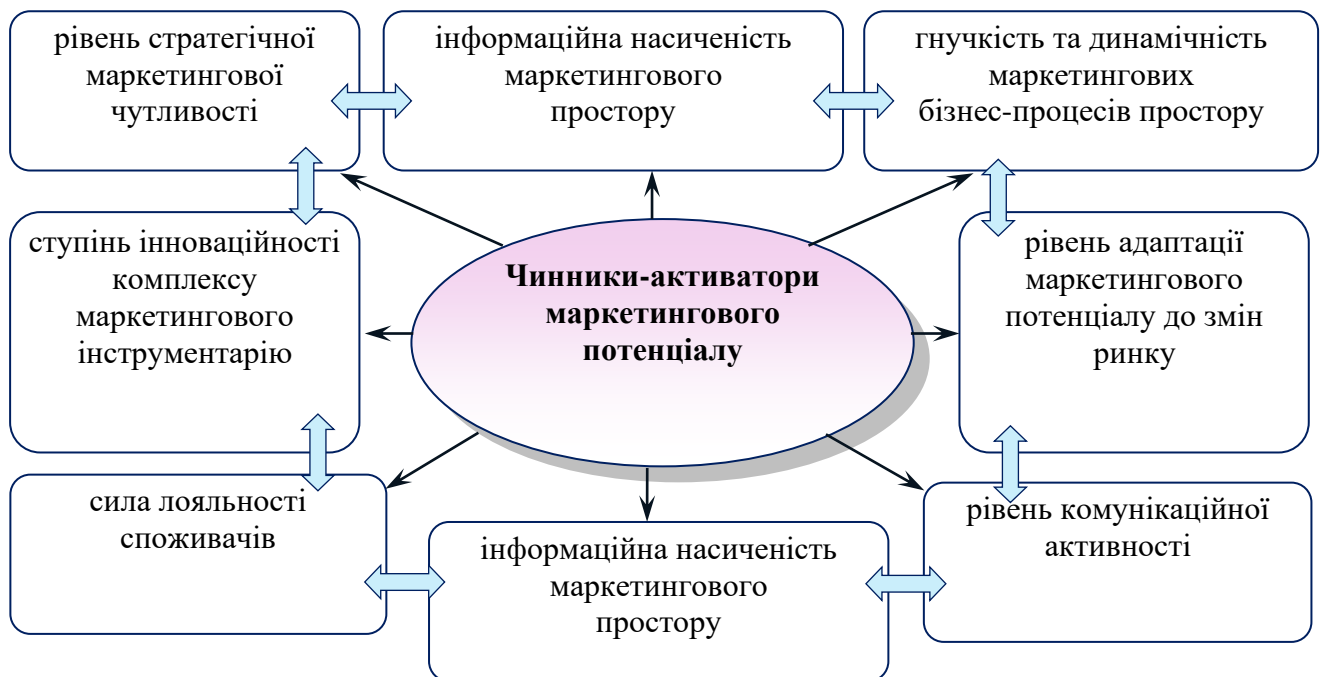 рівень стратегічної
маркетингової
чутливості
інформаційна насиченість
маркетингового
простору
гнучкість та динамічність
маркетингових
бізнес-процесів простору
ступінь інноваційності
комплексу
маркетингового
інструментарію
Чинники-активатори
маркетингового
потенціалу
рівень адаптації
маркетингового
потенціалу до змін
ринку
сила лояльності
споживачів
інформаційна насиченість
маркетингового
простору
рівень комунікаційної
активності